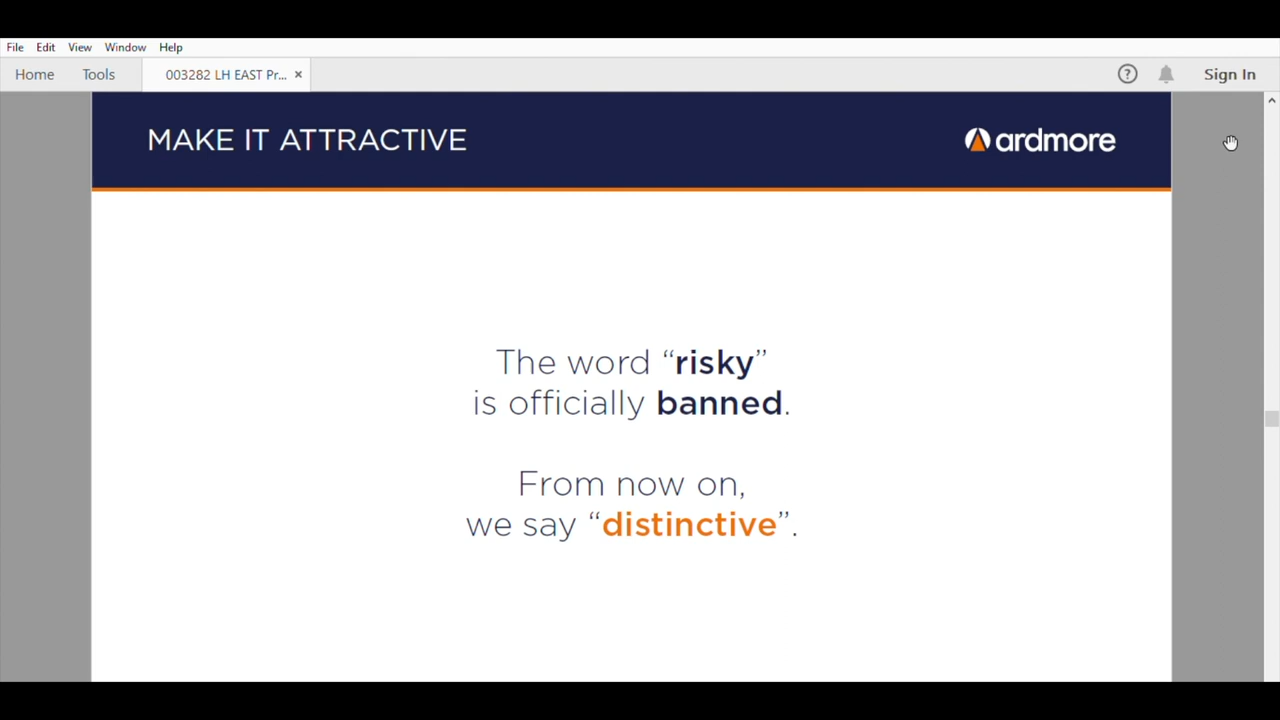 File Edit View Window Help
Home Tools 003282 LH EAST Pr... × ? Sign In
MAKE IT ATTRACTIVE ardmore
The word “risky”
is officially banned.
From now on,
we say “distinctive”.